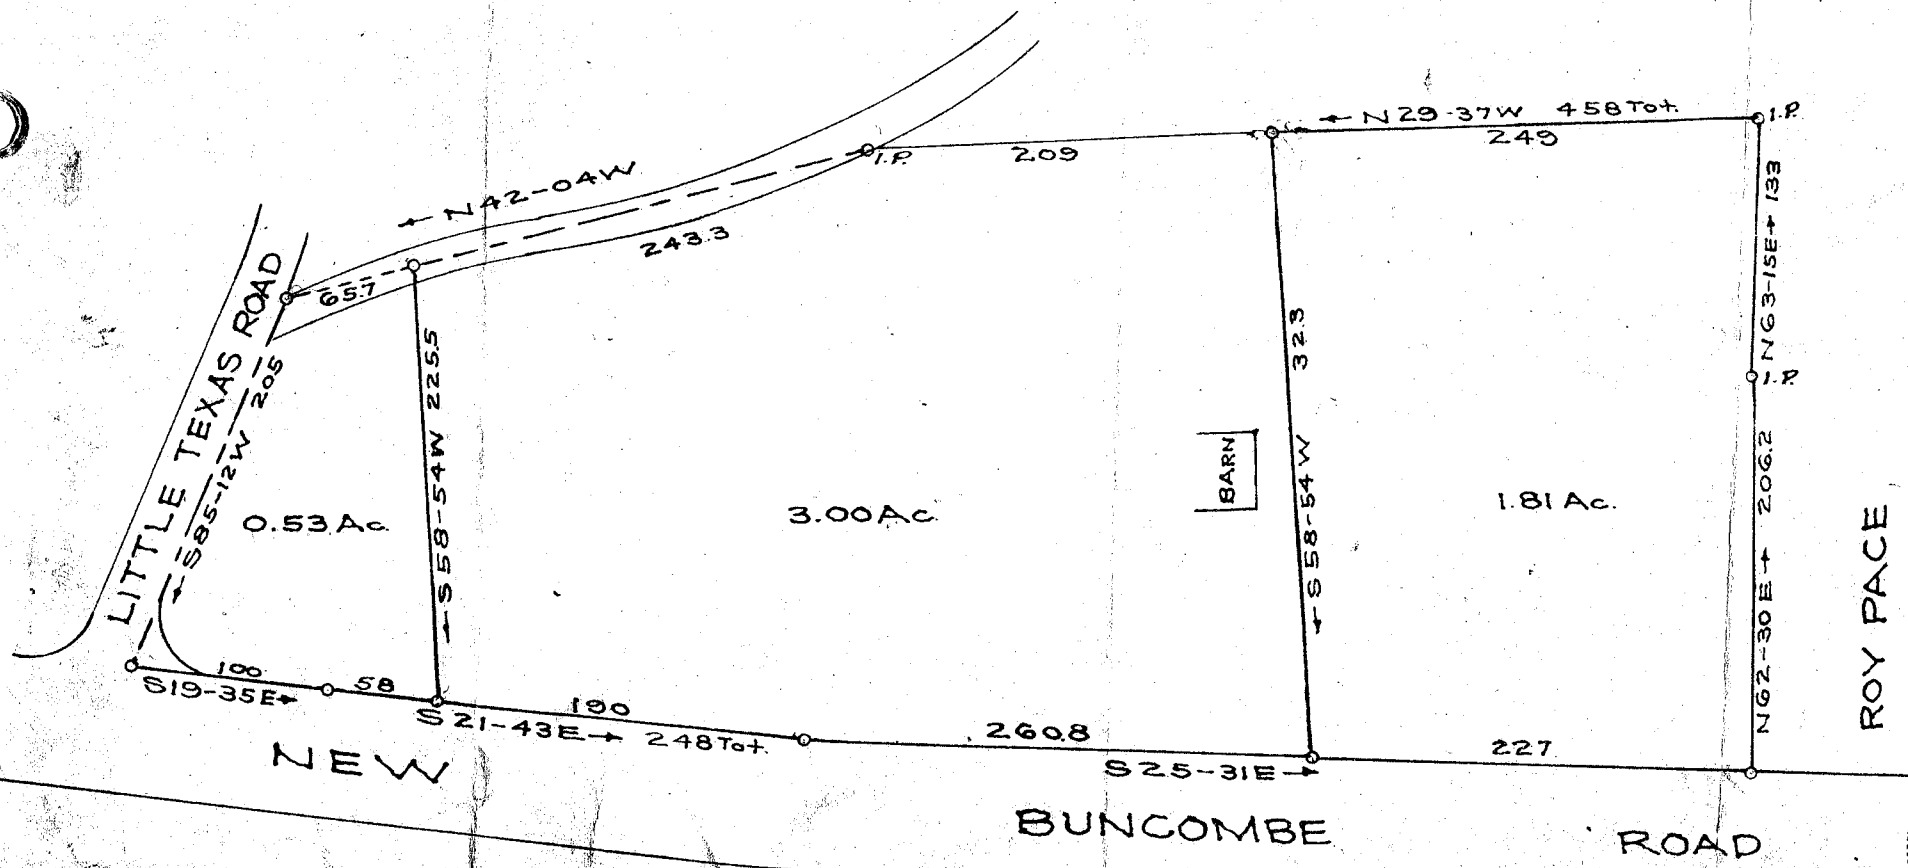 N29-37W 458 Tot.
249
I.P.
209
I.P.
N42-04W
243.3
65.7
N63-15E 133
I.P.
N62-30E 206.2
ROY PACE
LITTLE TEXAS ROAD
S85-12W 205
S58-54W 225.5
S58-54W 323
BARN
0.53 Ac.
3.00 Ac.
1.81 Ac.
100
S19-35E
58
190
S21-43E 248 Tot.
260.8
S25-31E
227
NEW BUNCOMBE ROAD